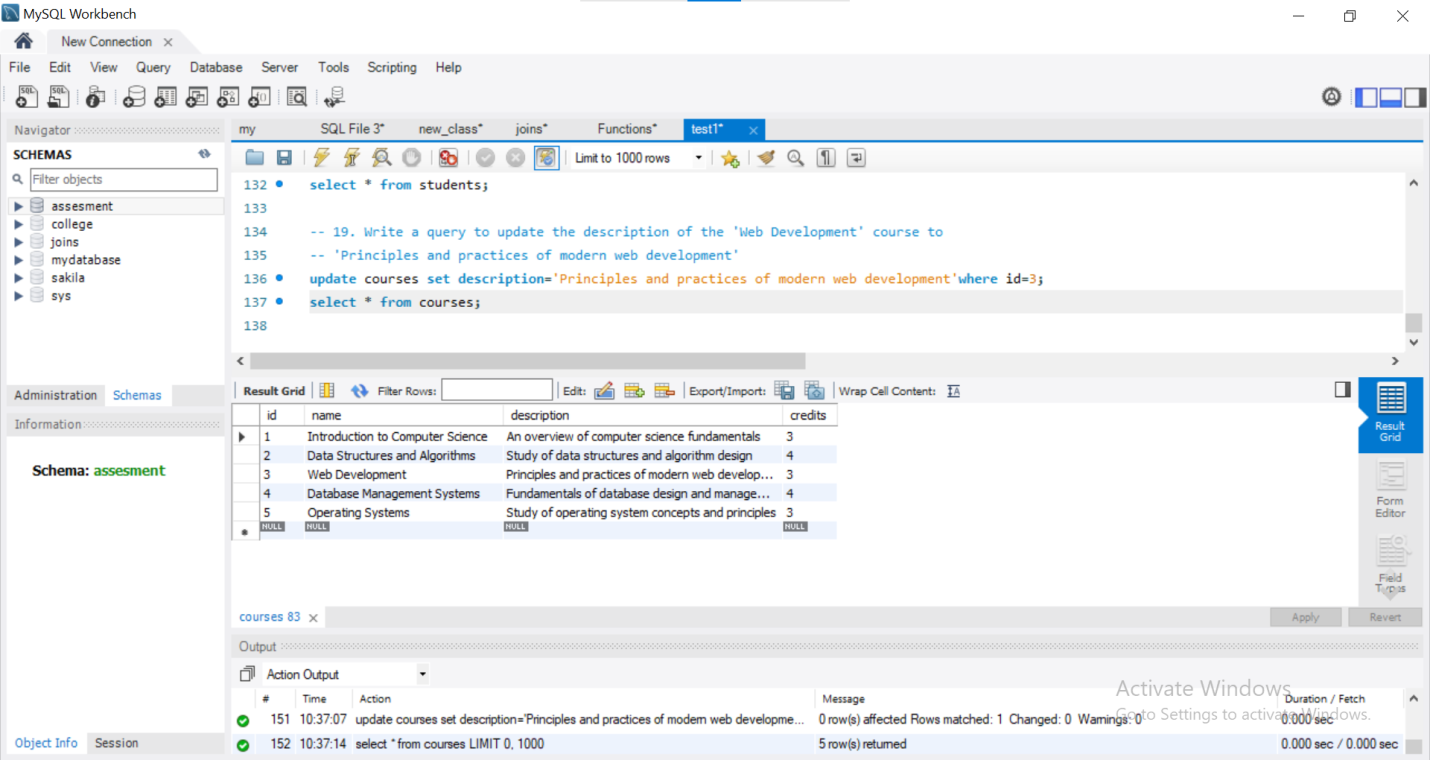 MySQL Workbench
New Connection
File Edit View Query Database Server Tools Scripting Help
Navigator
SCHEMAS
Filter objects
assesment
college
joins
mydatabase
sakila
sys
Administration Schemas
Information
Schema: assesment
Object Info Session
my SQL File 3* new_class* joins* Functions* test1*
Limit to 1000 rows
132 select * from students;
133
134 -- 19. Write a query to update the description of the 'Web Development' course to
135 -- 'Principles and practices of modern web development'
136 update courses set description='Principles and practices of modern web development'where id=3;
137 select * from courses;
138
Result Grid Filter Rows: Edit: Export/Import: Wrap Cell Content:
id name description credits
1 Introduction to Computer Science An overview of computer science fundamentals 3
2 Data Structures and Algorithms Study of data structures and algorithm design 4
3 Web Development Principles and practices of modern web develop... 3
4 Database Management Systems Fundamentals of database design and manage... 4
5 Operating Systems Study of operating system concepts and principles 3
NULL NULL NULL NULL
Result
Grid
Form
Editor
Field
Types
courses 83
Apply Revert
Output
Action Output
# Time Action Message Duration / Fetch
151 10:37:07 update courses set description='Principles and practices of modern web developme... 0 row(s) affected Rows matched: 1 Changed: 0 Warnings: 0 0.000 sec
152 10:37:14 select * from courses LIMIT 0, 1000 5 row(s) returned 0.000 sec / 0.000 sec
Activate Windows
Go to Settings to activate Windows.